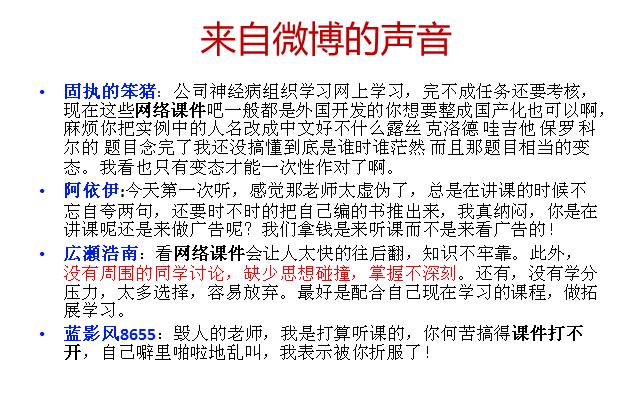 来自微博的声音
• 固执的笨猪：公司神经病组织学习网上学习，完不成任务还要考核，
现在这些网络课件吧一般都是外国开发的你想要整成国产化也可以啊，
麻烦你把实例中的人名改成中文好不什么露丝 克洛德 哇吉他 保罗 科
尔的 题目念完了我还没搞懂到底是谁时谁茫然 而且那题目相当的变
态。我看也只有变态才能一次性作对了啊。
• 阿依伊:今天第一次听，感觉那老师太虚伪了，总是在讲课的时候不
忘自夸两句，还要时不时的把自己编的书推出来，我真纳闷，你是在
讲课呢还是来做广告呢？我们拿钱是来听课而不是来看广告的！
• 広瀬浩南：看网络课件会让人太快的往后翻，知识不牢靠。此外，
没有周围的同学讨论，缺少思想碰撞，掌握不深刻。还有，没有学分
压力，太多选择，容易放弃。最好是配合自己现在学习的课程，做拓
展学习。
• 蓝影风8655：毁人的老师，我是打算听课的，你何苦搞得课件打不
开，自己噼里啪啦地乱叫，我表示被你折服了！